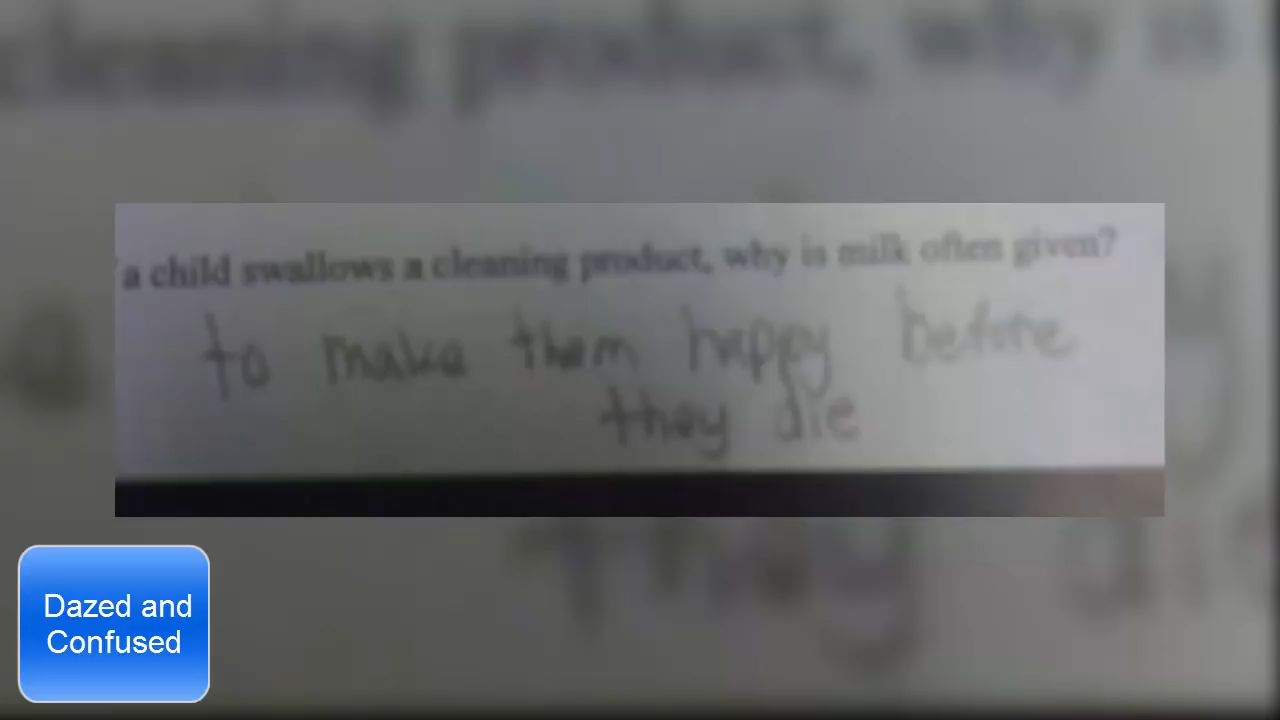 a child swallows a cleaning product, why is milk often given?
to make them happy before
they die
Dazed and
Confused